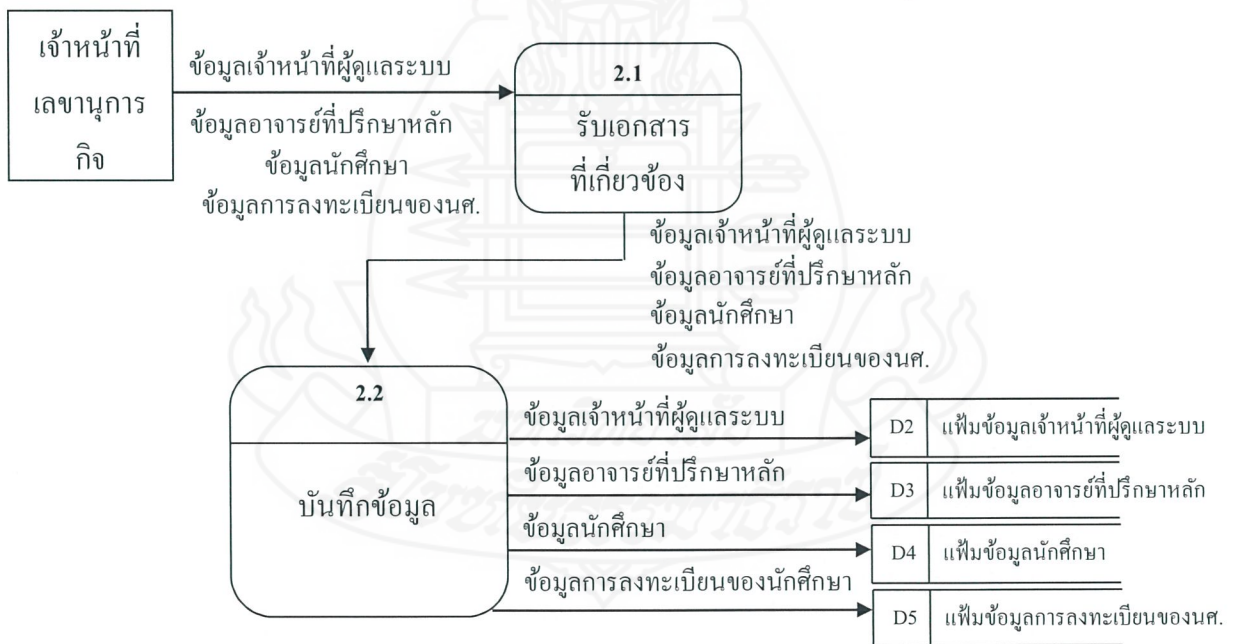 เจ้าหน้าที่
เลขานุการ
กิจ
ข้อมูลเจ้าหน้าที่ผู้ดูแลระบบ
ข้อมูลอาจารย์ที่ปรึกษาหลัก
ข้อมูลนักศึกษา
ข้อมูลการลงทะเบียนของนศ.
2.1
รับเอกสาร
ที่เกี่ยวข้อง
ข้อมูลเจ้าหน้าที่ผู้ดูแลระบบ
ข้อมูลอาจารย์ที่ปรึกษาหลัก
ข้อมูลนักศึกษา
ข้อมูลการลงทะเบียนของนศ.
2.2
บันทึกข้อมูล
ข้อมูลเจ้าหน้าที่ผู้ดูแลระบบ
D2 แฟ้มข้อมูลเจ้าหน้าที่ผู้ดูแลระบบ
ข้อมูลอาจารย์ที่ปรึกษาหลัก
D3 แฟ้มข้อมูลอาจารย์ที่ปรึกษาหลัก
ข้อมูลนักศึกษา
D4 แฟ้มข้อมูลนักศึกษา
ข้อมูลการลงทะเบียนของนักศึกษา
D5 แฟ้มข้อมูลการลงทะเบียนของนศ.